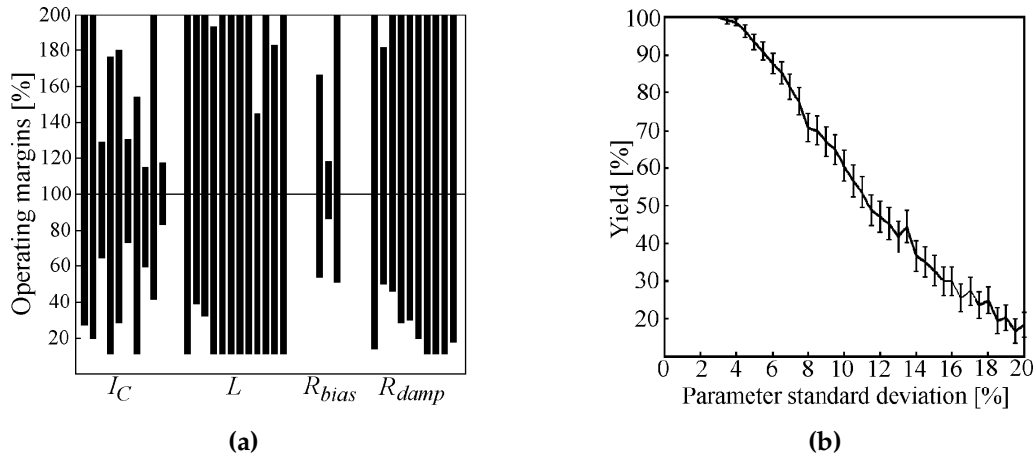 Operating margins [%]
200
180
160
140
120
100
80
60
40
20
I_C
L
R_bias
R_damp
(a)
Yield [%]
100
90
80
70
60
50
40
30
20
0 2 4 6 8 10 12 14 16 18 20
Parameter standard deviation [%]
(b)